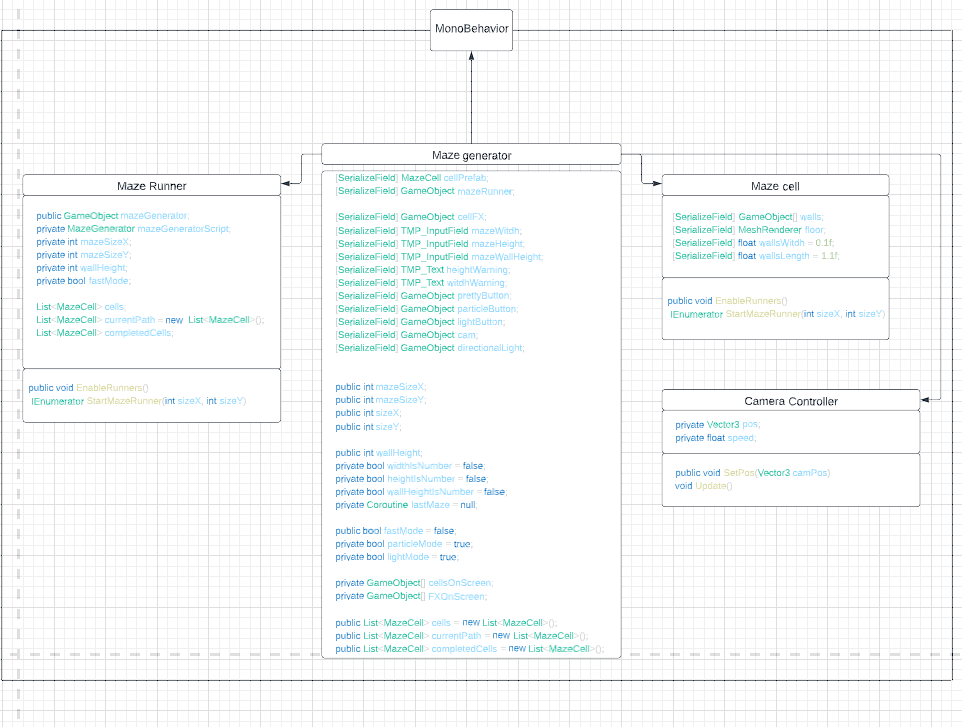 MonoBehavior
Maze generator
Maze Runner
public GameObject mazeGenerator;
private MazeGenerator mazeGeneratorScript;
private int mazeSizeX;
private int mazeSizeY;
private int wallHeight;
private bool fastMode;
List<MazeCell> cells;
List<MazeCell> currentPath = new List<MazeCell>();
List<MazeCell> completedCells;
public void EnableRunners()
IEnumerator StartMazeRunner(int sizeX, int sizeY)
[SerializeField] MazeCell cellPrefab;
[SerializeField] GameObject mazeRunner;
[SerializeField] GameObject cellFX;
[SerializeField] TMP_InputField mazeWitdh;
[SerializeField] TMP_InputField mazeHeight;
[SerializeField] TMP_InputField mazeWallHeight;
[SerializeField] TMP_Text heightWarning;
[SerializeField] TMP_Text witdhWarning;
[SerializeField] GameObject prettyButton;
[SerializeField] GameObject particleButton;
[SerializeField] GameObject lightButton;
[SerializeField] GameObject cam;
[SerializeField] GameObject directionalLight;
public int mazeSizeX;
public int mazeSizeY;
public int sizeX;
public int sizeY;
public int wallHeight;
private bool widthIsNumber = false;
private bool heightIsNumber = false;
private bool wallHeightIsNumber = false;
private Coroutine lastMaze = null;
public bool fastMode = false;
private bool particleMode = true;
private bool lightMode = true;
private GameObject[] cellsOnScreen;
private GameObject[] FXOnScreen;
public List<MazeCell> cells = new List<MazeCell>();
public List<MazeCell> currentPath = new List<MazeCell>();
public List<MazeCell> completedCells = new List<MazeCell>();
Maze cell
[SerializeField] GameObject[] walls;
[SerializeField] MeshRenderer floor;
[SerializeField] float wallsWitdh = 0.1f;
[SerializeField] float wallsLength = 1.1f;
public void EnableRunners()
IEnumerator StartMazeRunner(int sizeX, int sizeY)
Camera Controller
private Vector3 pos;
private float speed;
public void SetPos(Vector3 camPos)
void Update()